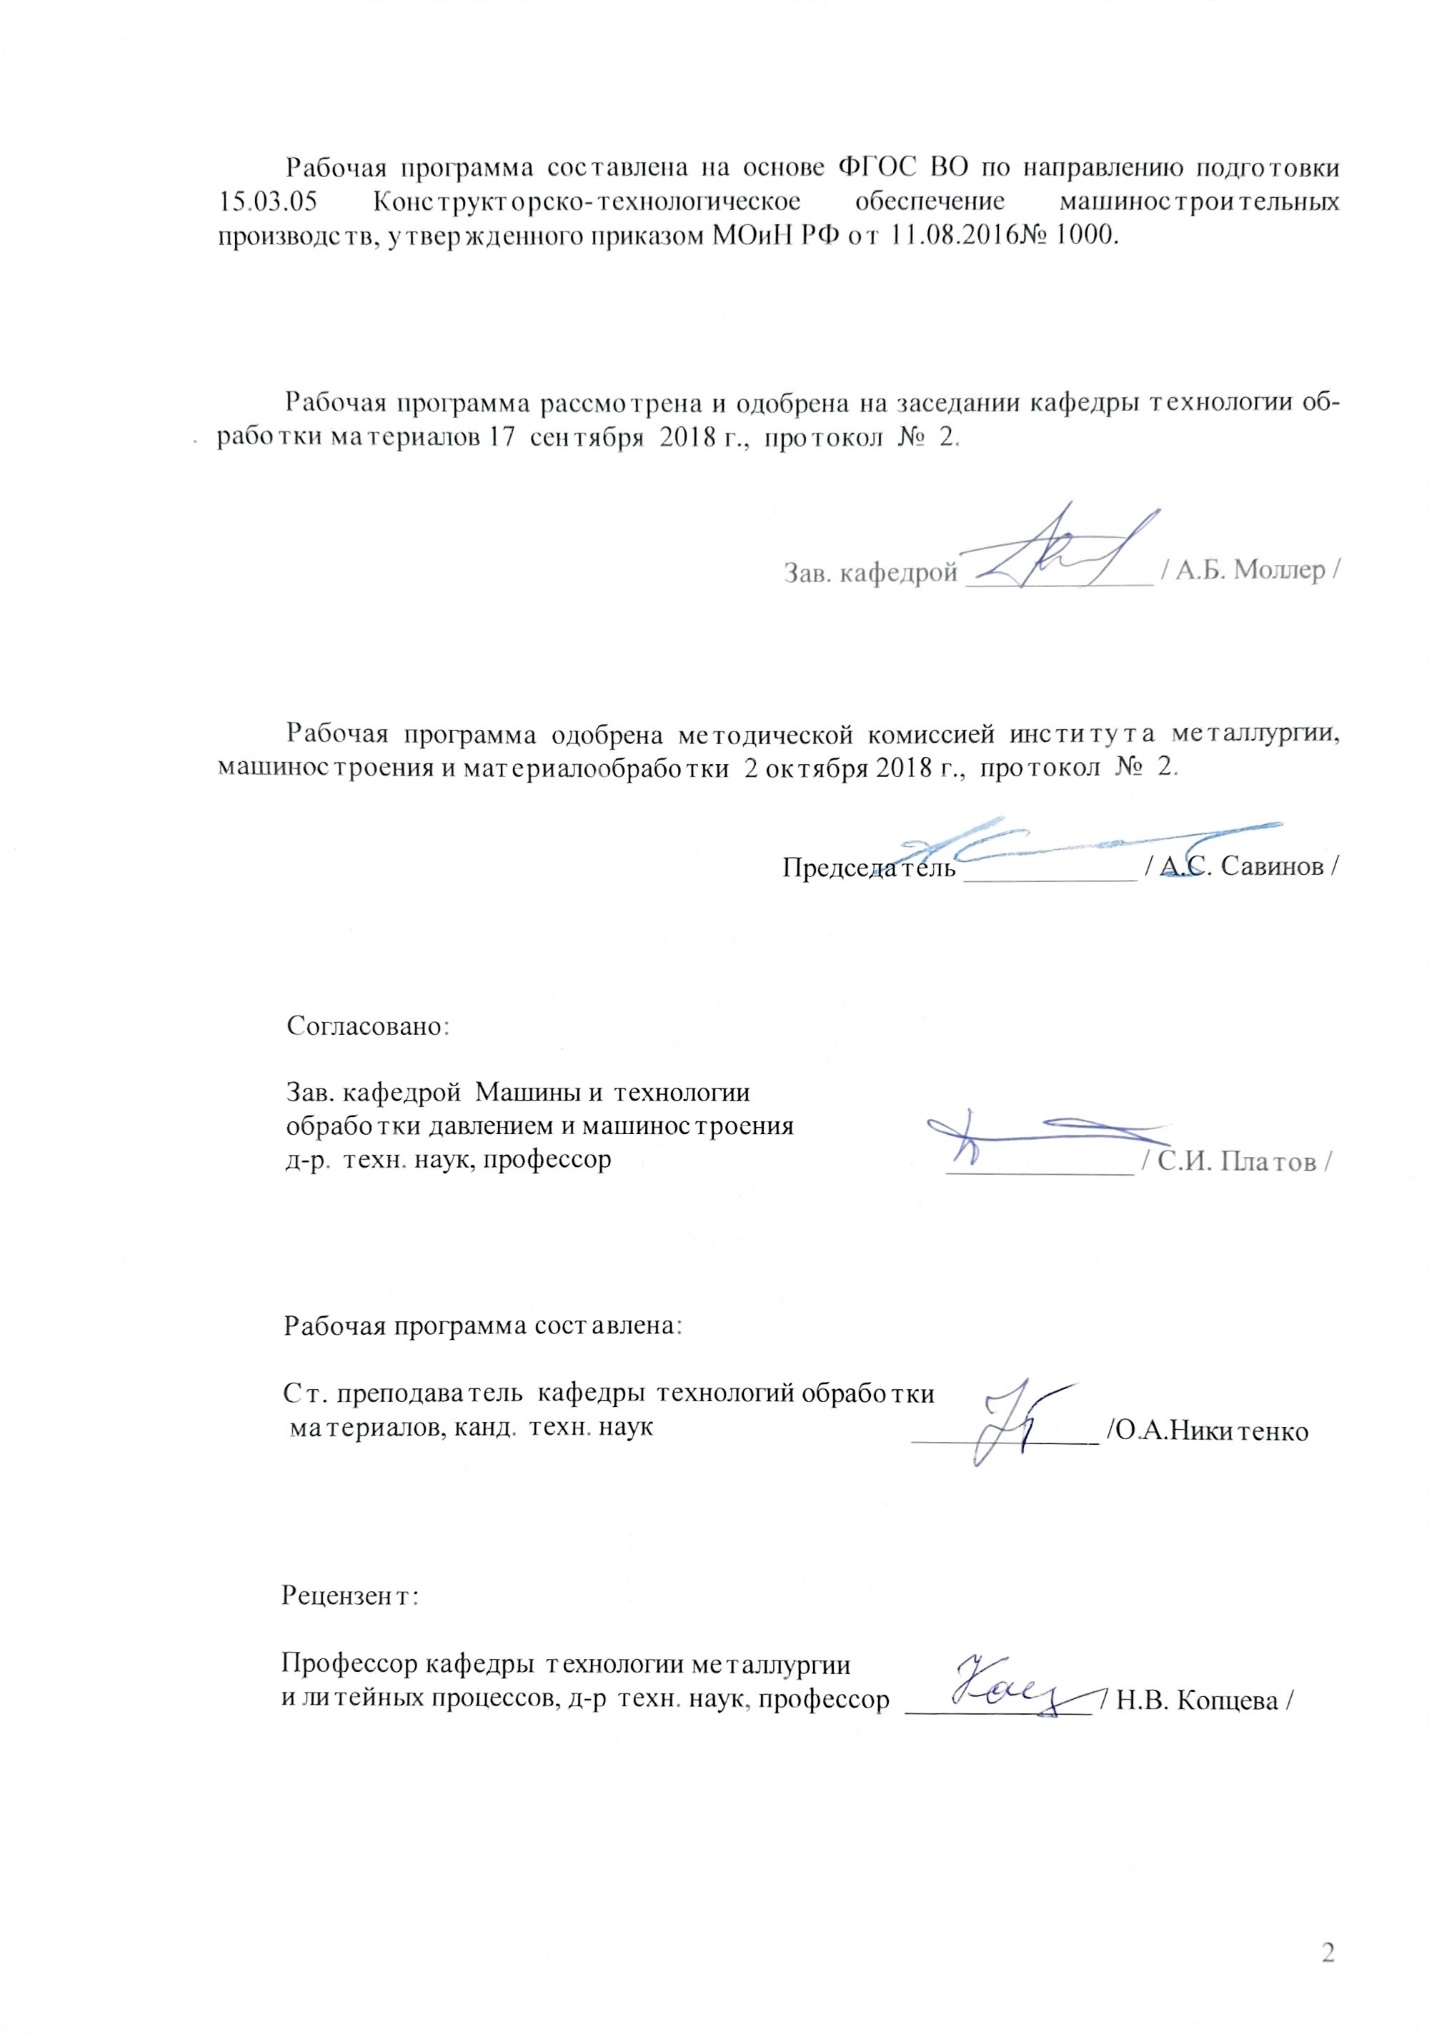 Рабочая программа составлена на основе ФГОС ВО по направлению подготовки
15.03.05 Конструкторско-технологическое обеспечение машиностроительных
производств, утвержденного приказом МОиН РФ от 11.08.2016№ 1000.
Рабочая программа рассмотрена и одобрена на заседании кафедры технологии об-
работки материалов 17 сентября 2018 г., протокол № 2.
Зав. кафедрой ______________ / А.Б. Моллер /
Рабочая программа одобрена методической комиссией института металлургии,
машиностроения и материалообработки 2 октября 2018 г., протокол № 2.
Председатель _____________ / А.С. Савинов /
Согласовано:
Зав. кафедрой Машины и технологии
обработки давлением и машиностроения
д-р. техн. наук, профессор ______________ / С.И. Платов /
Рабочая программа составлена:
Ст. преподаватель кафедры технологий обработки
материалов, канд. техн. наук ______________ /О.А.Никитенко
Рецензент:
Профессор кафедры технологии металлургии
и литейных процессов, д-р техн. наук, профессор ______________ / Н.В. Копцева /
2